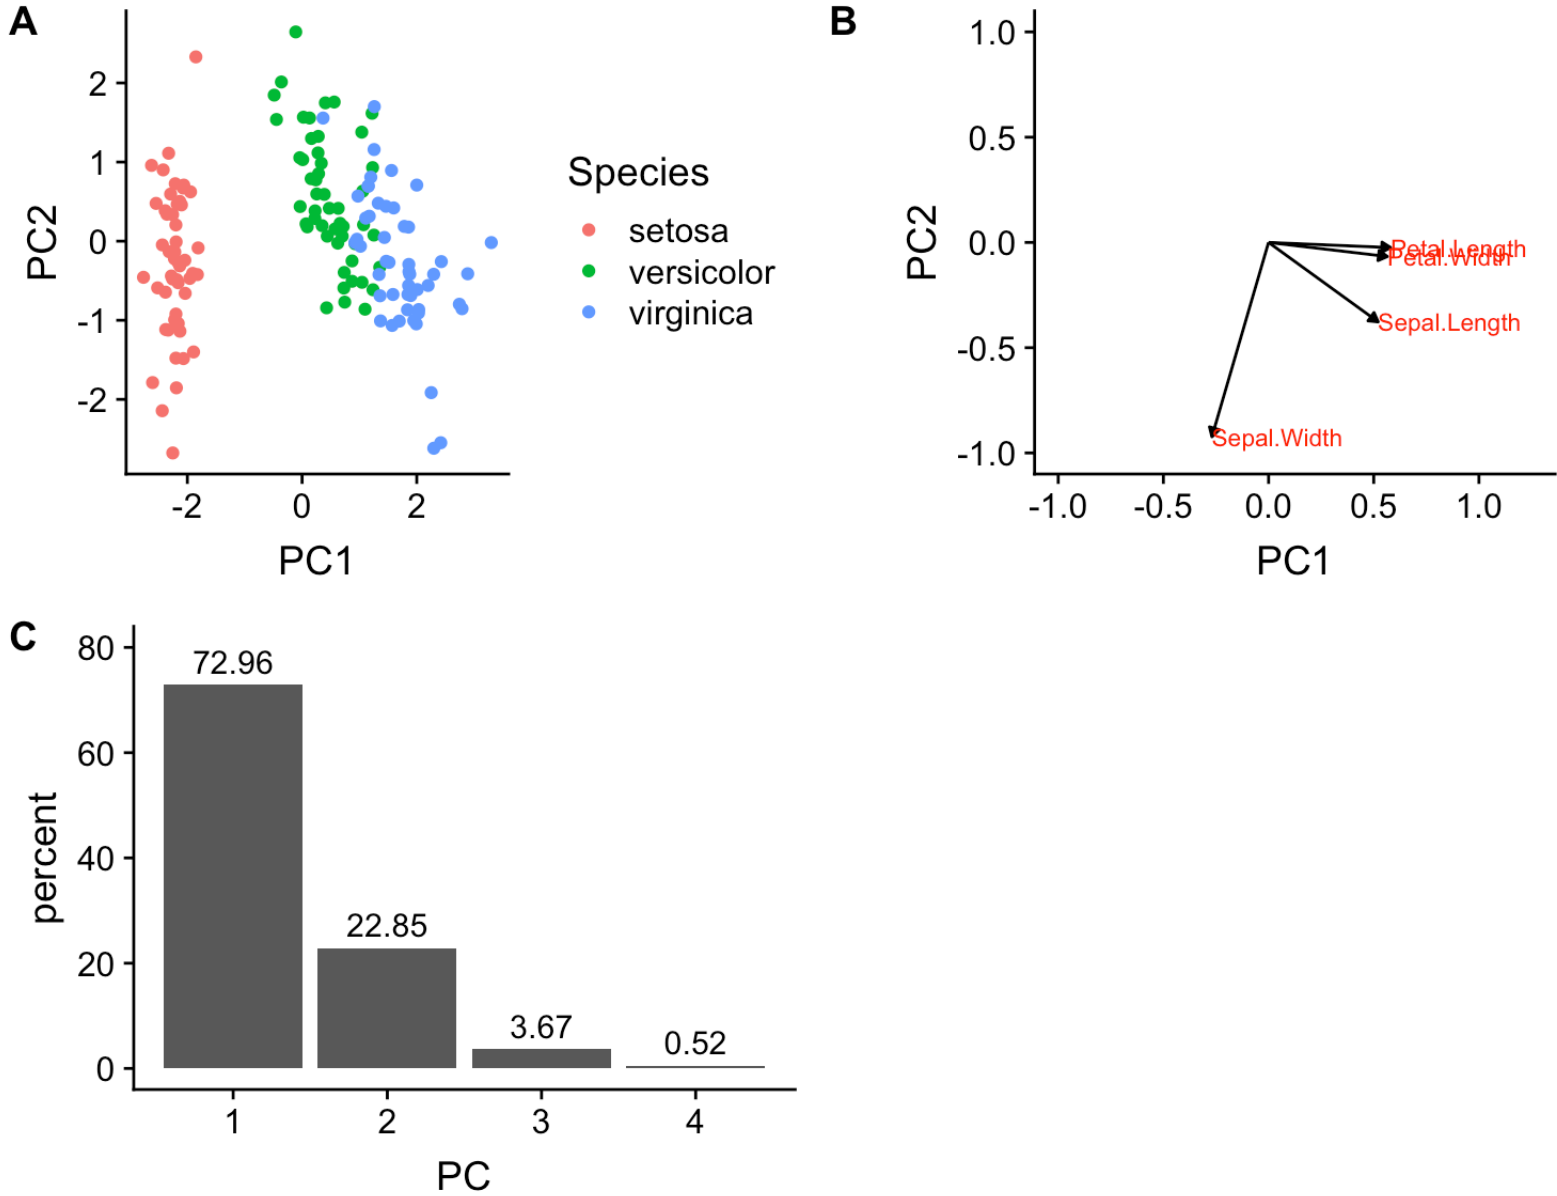 A
2
1
0
-1
-2
PC2
-2 0 2
PC1
Species
setosa
versicolor
virginica
B
1.0
0.5
0.0
-0.5
-1.0
PC2
Petal.Length
Petal.Width
Sepal.Length
Sepal.Width
-1.0 -0.5 0.0 0.5 1.0
PC1
C
80
60
40
20
0
percent
72.96
22.85
3.67
0.52
1 2 3 4
PC